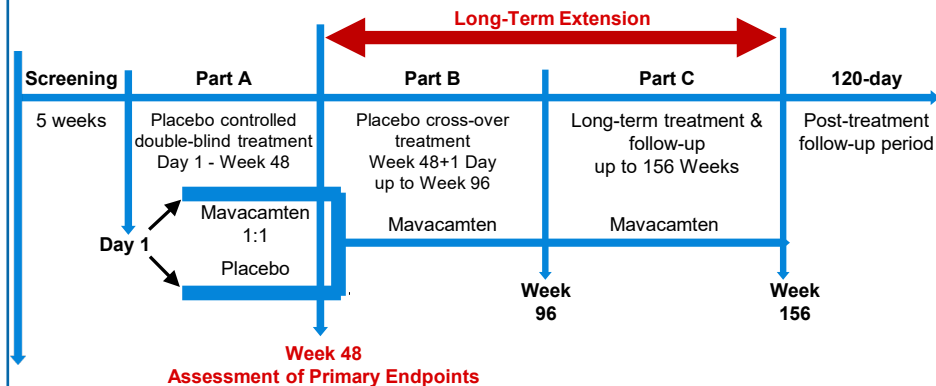 Long-Term Extension
Screening
Part A
Part B
Part C
120-day
5 weeks
Placebo controlled
double-blind treatment
Day 1 - Week 48
Placebo cross-over
treatment
Week 48+1 Day
up to Week 96
Long-term treatment &
follow-up
up to 156 Weeks
Post-treatment
follow-up period
Day 1
Mavacamten
1:1
Placebo
Mavacamten
Mavacamten
Week
96
Week
156
Week 48
Assessment of Primary Endpoints